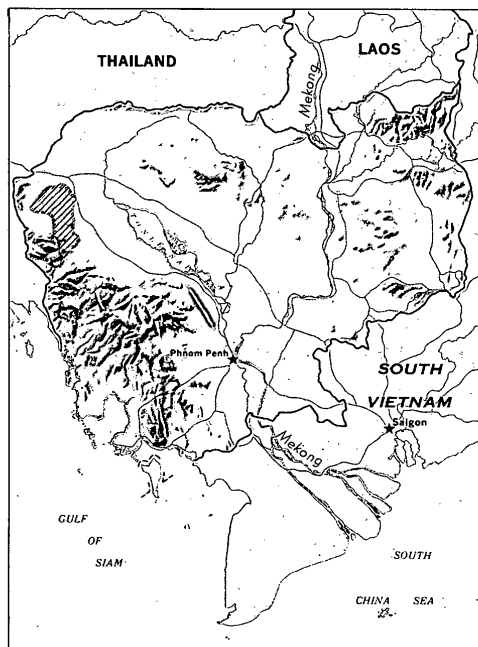 THAILAND
LAOS
Mekong
Phnom Penh
SOUTH
VIETNAM
Saigon
Mekong
GULF
OF
SIAM
SOUTH
CHINA SEA